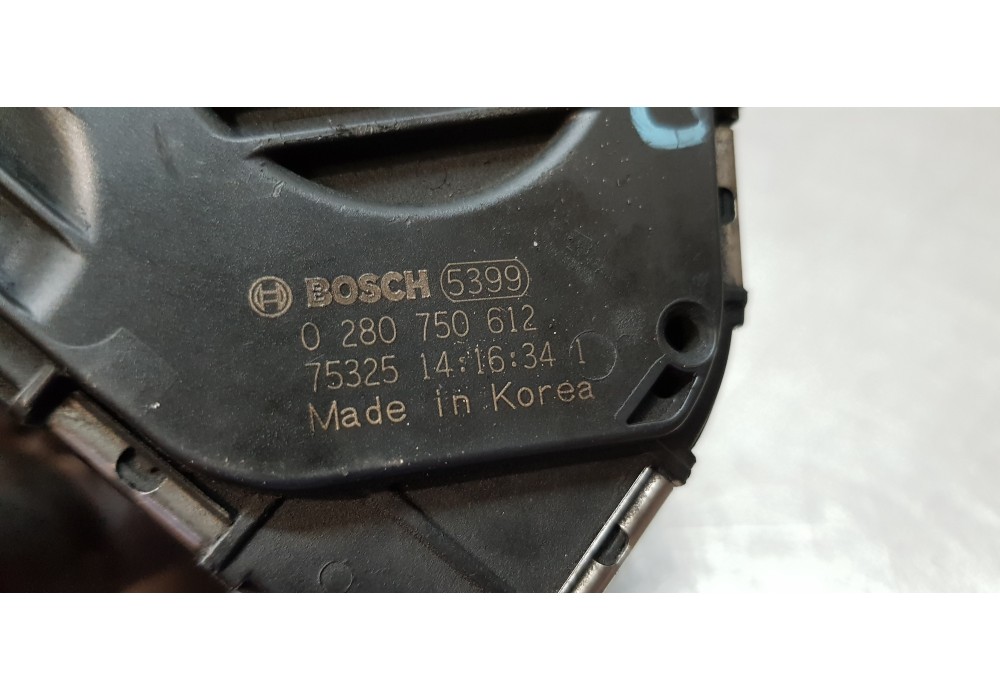 BOSCH 5399
0 280 750 612
75325 14:16:34 1
Made in Korea